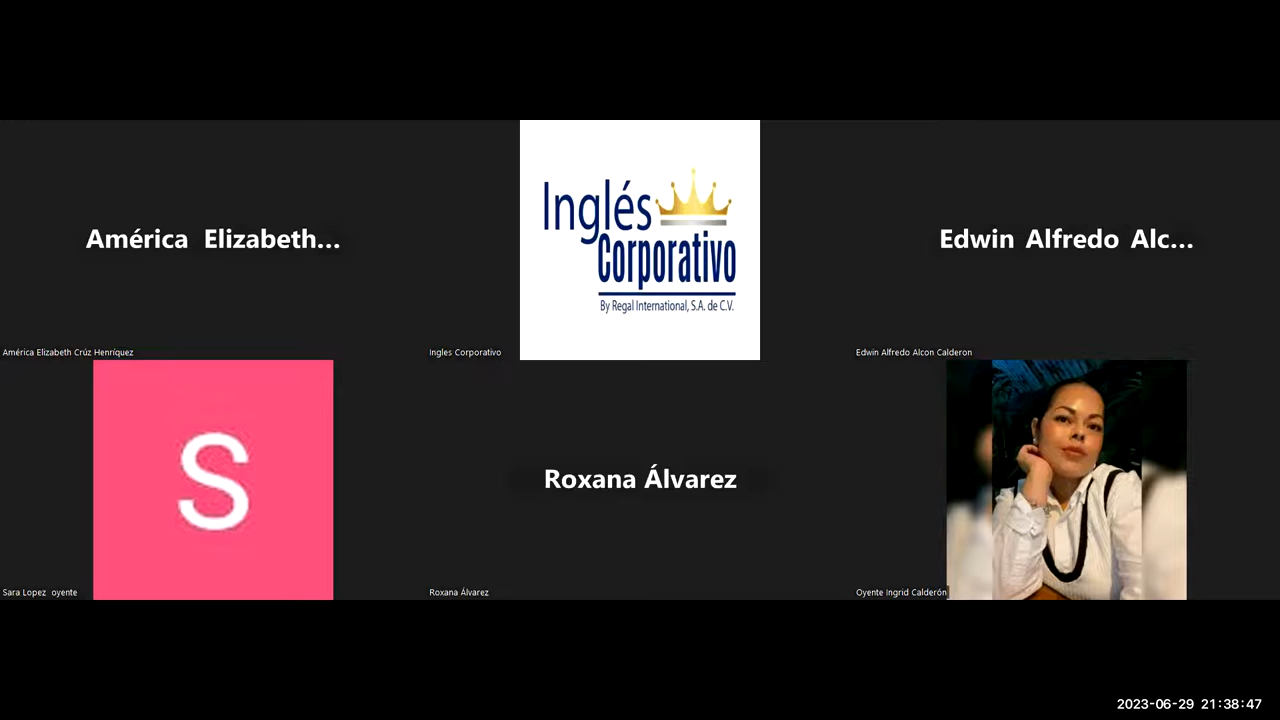 América Elizabeth...
América Elizabeth Crúz Henríquez
Inglés
Corporativo
By Regal International, S.A. de C.V.
Ingles Corporativo
Edwin Alfredo Alc...
Edwin Alfredo Alcon Calderon
S
Sara Lopez oyente
Roxana Álvarez
Roxana Álvarez
Oyente Ingrid Calderón
2023-06-29 21:38:47